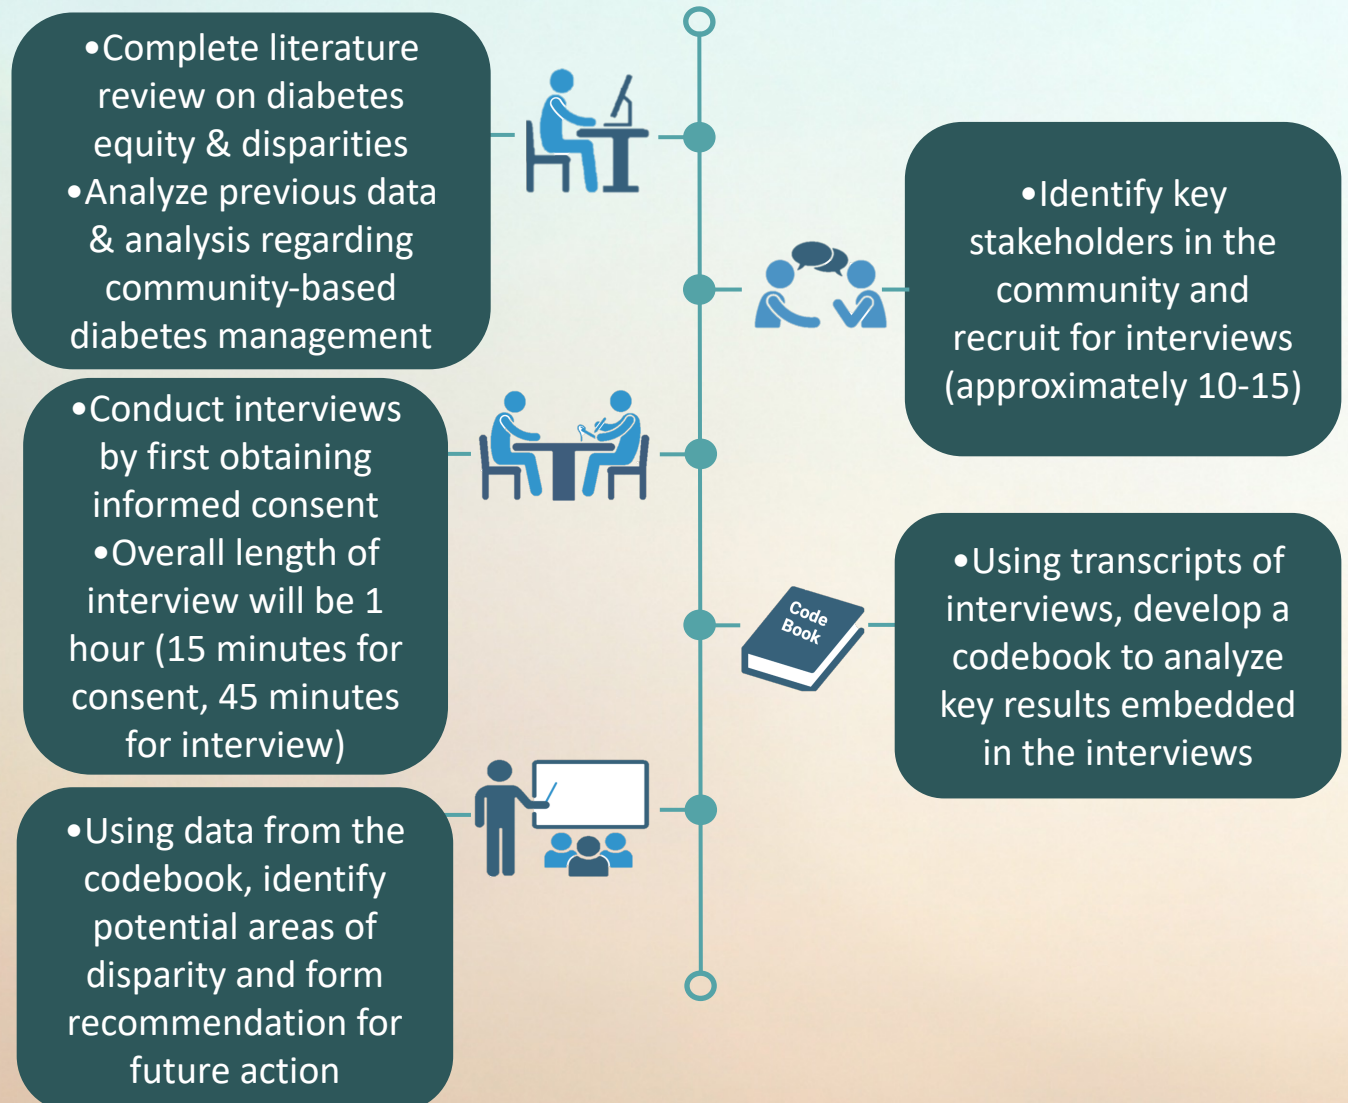 •Complete literature
review on diabetes
equity & disparities
•Analyze previous data
& analysis regarding
community-based
diabetes management
•Identify key
stakeholders in the
community and
recruit for interviews
(approximately 10-15)
•Conduct interviews
by first obtaining
informed consent
•Overall length of
interview will be 1
hour (15 minutes for
consent, 45 minutes
for interview)
Code
Book
•Using transcripts of
interviews, develop a
codebook to analyze
key results embedded
in the interviews
•Using data from the
codebook, identify
potential areas of
disparity and form
recommendation for
future action